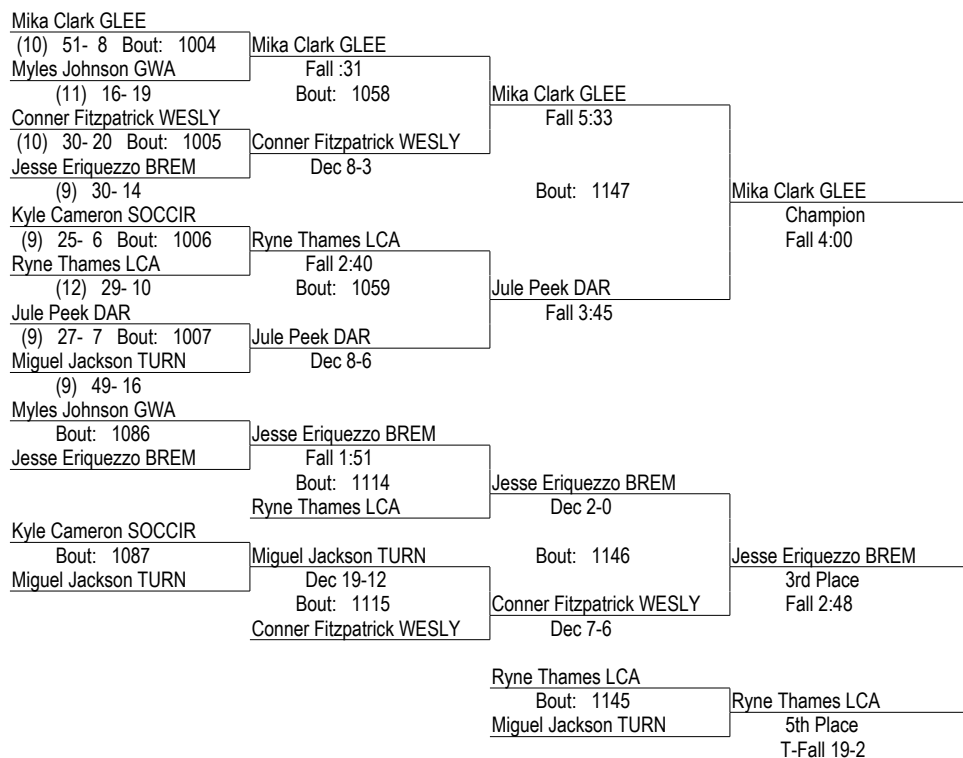 Mika Clark GLEE
(10) 51- 8 Bout: 1004
Mika Clark GLEE
Myles Johnson GWA
Fall :31
(11) 16- 19
Bout: 1058
Mika Clark GLEE
Conner Fitzpatrick WESLY
Fall 5:33
(10) 30- 20 Bout: 1005
Conner Fitzpatrick WESLY
Jesse Eriquezzo BREM
Dec 8-3
(9) 30- 14
Bout: 1147
Mika Clark GLEE
Kyle Cameron SOCCIR
Champion
(9) 25- 6 Bout: 1006
Ryne Thames LCA
Fall 4:00
Ryne Thames LCA
Fall 2:40
(12) 29- 10
Bout: 1059
Jule Peek DAR
Jule Peek DAR
Fall 3:45
(9) 27- 7 Bout: 1007
Jule Peek DAR
Miguel Jackson TURN
Dec 8-6
(9) 49- 16
Myles Johnson GWA
Bout: 1086
Jesse Eriquezzo BREM
Jesse Eriquezzo BREM
Fall 1:51
Bout: 1114
Jesse Eriquezzo BREM
Ryne Thames LCA
Dec 2-0
Kyle Cameron SOCCIR
Bout: 1087
Miguel Jackson TURN
Bout: 1146
Jesse Eriquezzo BREM
Miguel Jackson TURN
Dec 19-12
3rd Place
Bout: 1115
Conner Fitzpatrick WESLY
Fall 2:48
Conner Fitzpatrick WESLY
Dec 7-6
Ryne Thames LCA
Bout: 1145
Ryne Thames LCA
Miguel Jackson TURN
5th Place
T-Fall 19-2